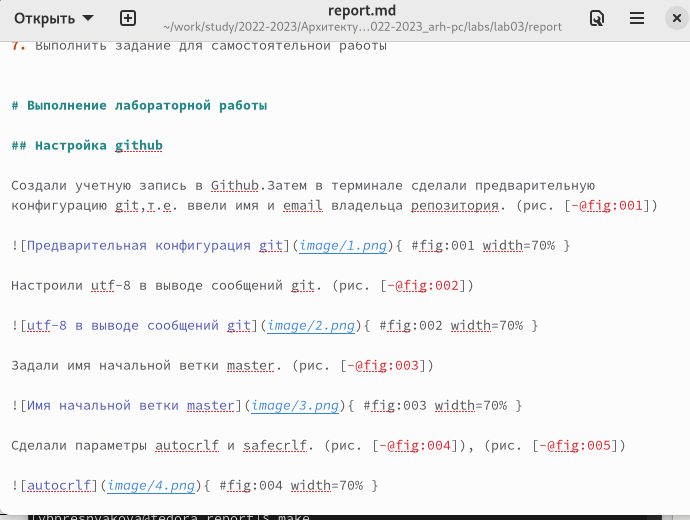 Открыть
report.md
~/work/study/2022-2023/Архитекту…022-2023_arh-pc/labs/lab03/report
7. Выполнить задание для самостоятельной работы
# Выполнение лабораторной работы
## Настройка github
Создали учетную запись в Github.Затем в терминале сделали предварительную
конфигурацию git,т.е. ввели имя и email владельца репозитория. (рис. [-@fig:001])
![Предварительная конфигурация git](image/1.png){ #fig:001 width=70% }
Настроили utf-8 в выводе сообщений git. (рис. [-@fig:002])
![utf-8 в выводе сообщений git](image/2.png){ #fig:002 width=70% }
Задали имя начальной ветки master. (рис. [-@fig:003])
![Имя начальной ветки master](image/3.png){ #fig:003 width=70% }
Сделали параметры autocrlf и safecrlf. (рис. [-@fig:004]), (рис. [-@fig:005])
![autocrlf](image/4.png){ #fig:004 width=70% }
report]$ make